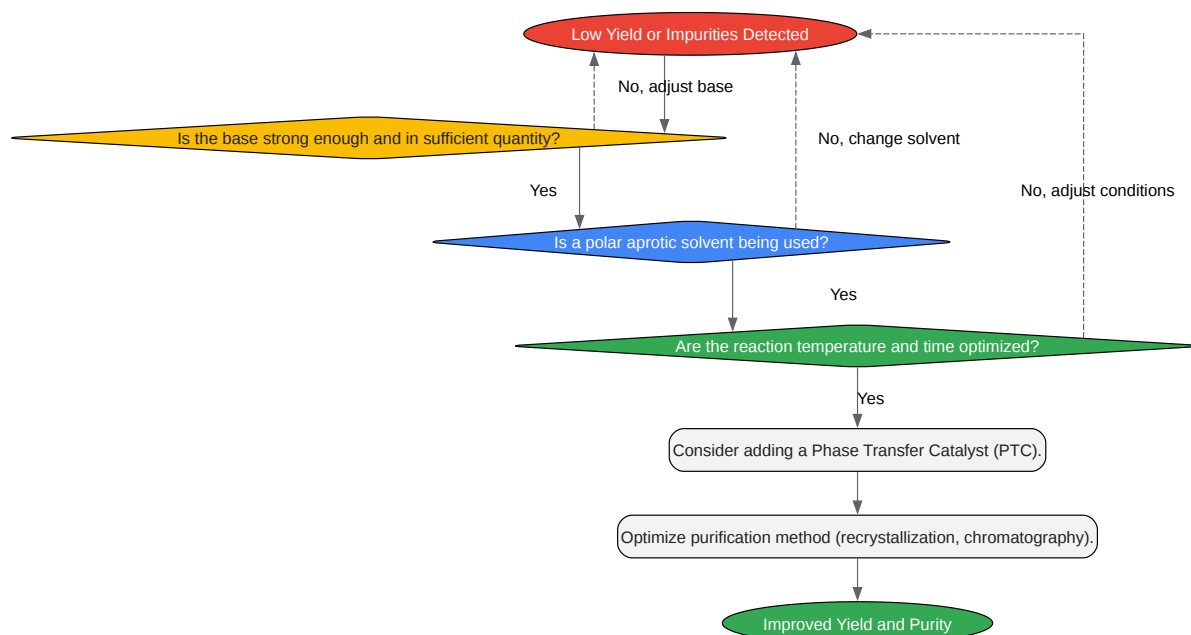 Low Yield or Impurities Detected
No, adjust base
Is the base strong enough and in sufficient quantity?
No, change solvent
Yes
No, adjust conditions
Is a polar aprotic solvent being used?
Yes
Are the reaction temperature and time optimized?
Yes
Consider adding a Phase Transfer Catalyst (PTC).
Optimize purification method (recrystallization, chromatography).
Improved Yield and Purity